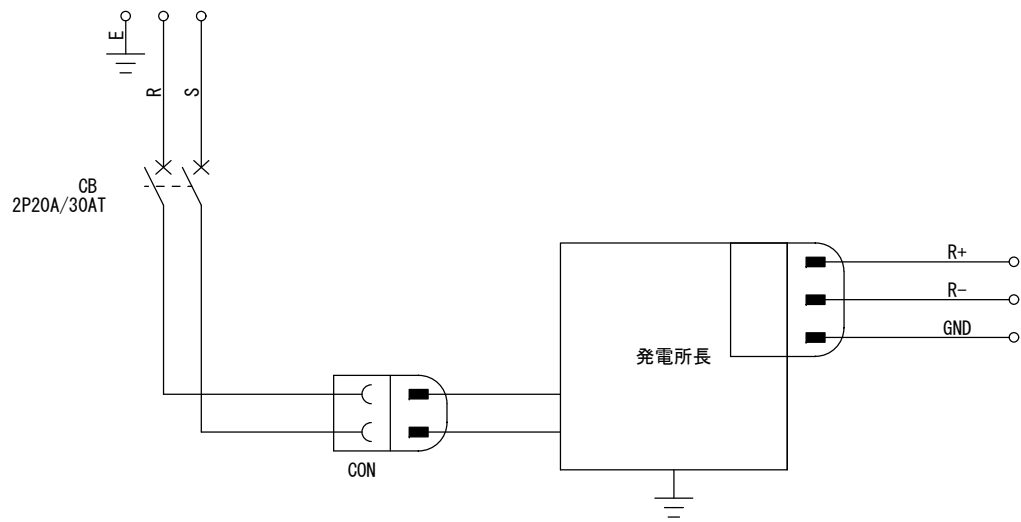 E
R
S
CB
2P20A/30AT
R+
R-
GND
発電所長
CON